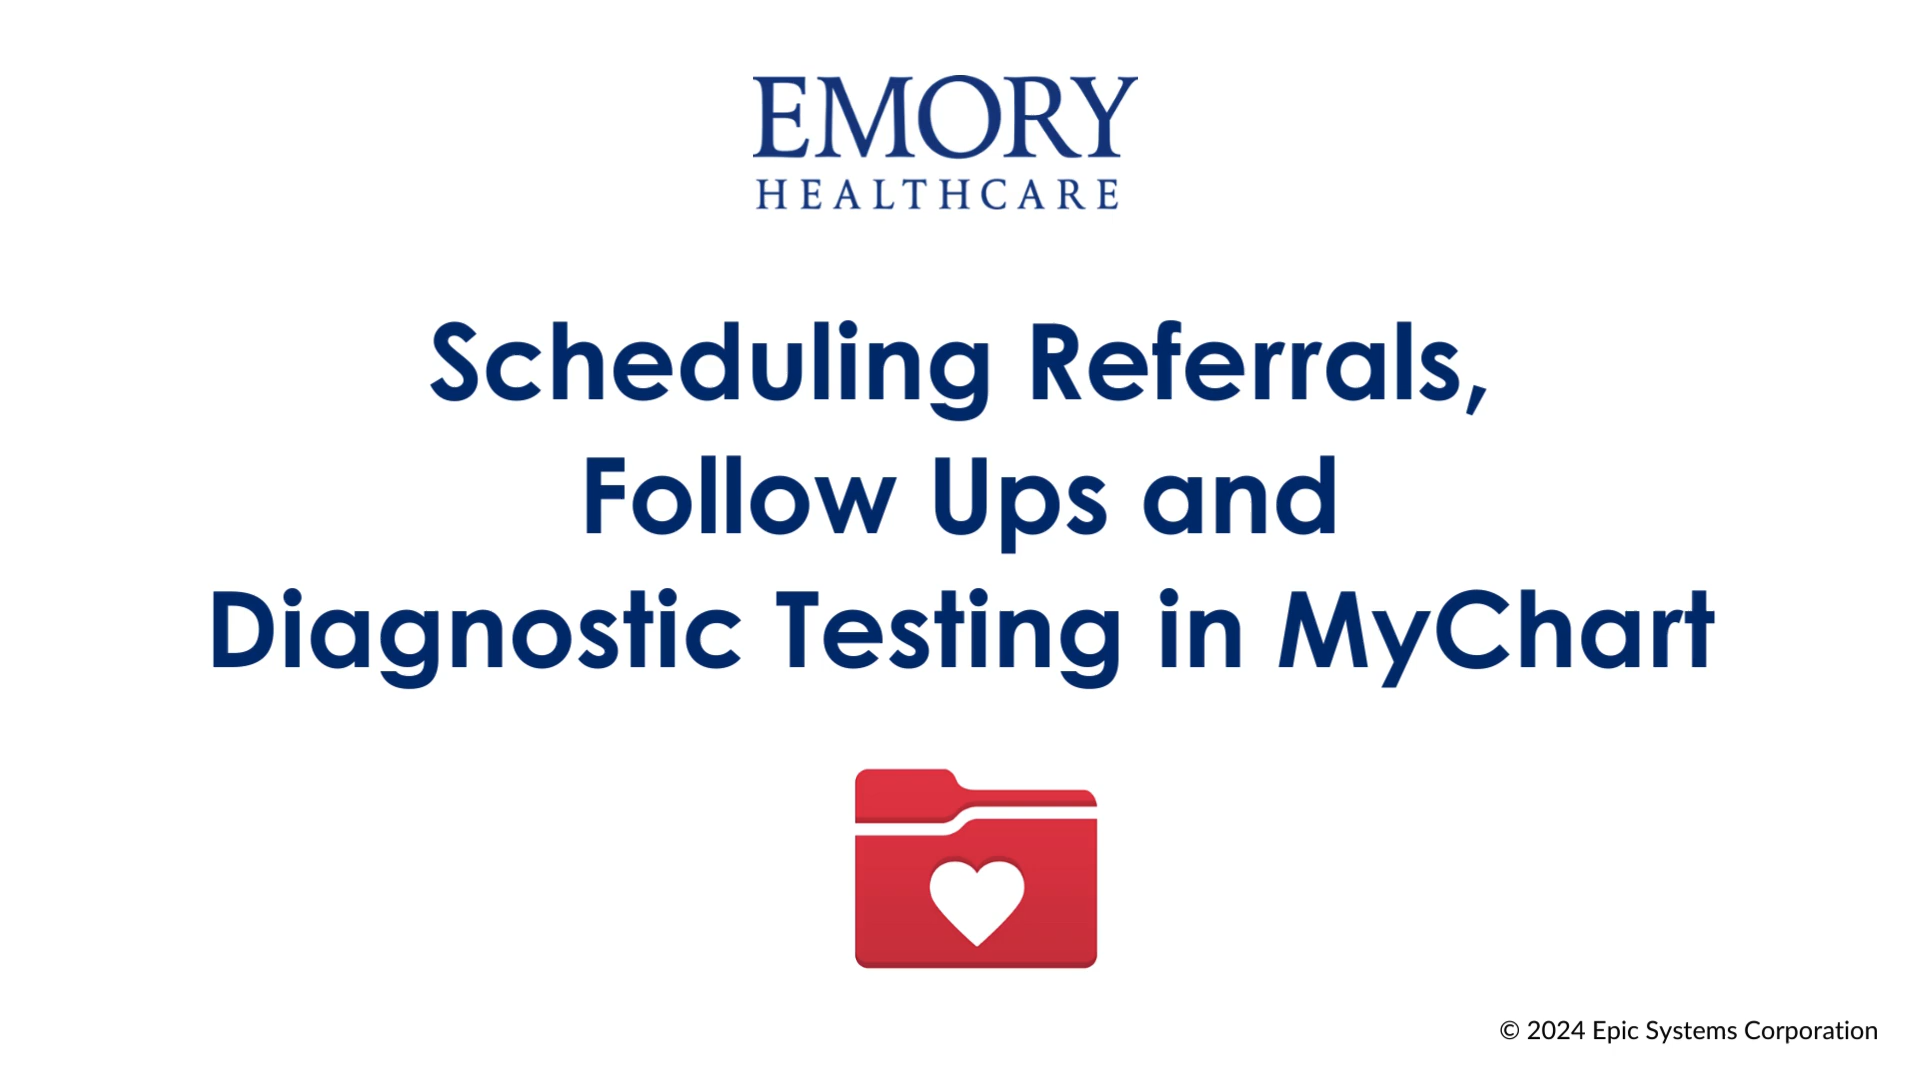 EMORY
HEALTHCARE
Scheduling Referrals,
Follow Ups and
Diagnostic Testing in MyChart
© 2024 Epic Systems Corporation